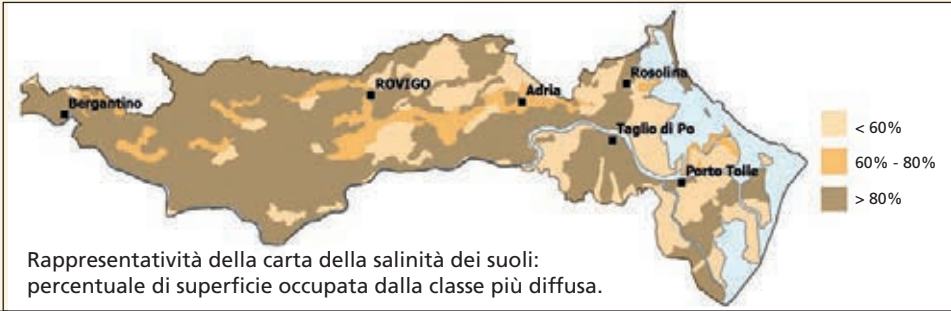 Bergantino
ROVIGO
Adria
Rosolina
Taglio di Po
Porto Tolle
< 60%
60% - 80%
> 80%
Rappresentatività della carta della salinità dei suoli:
percentuale di superficie occupata dalla classe più diffusa.